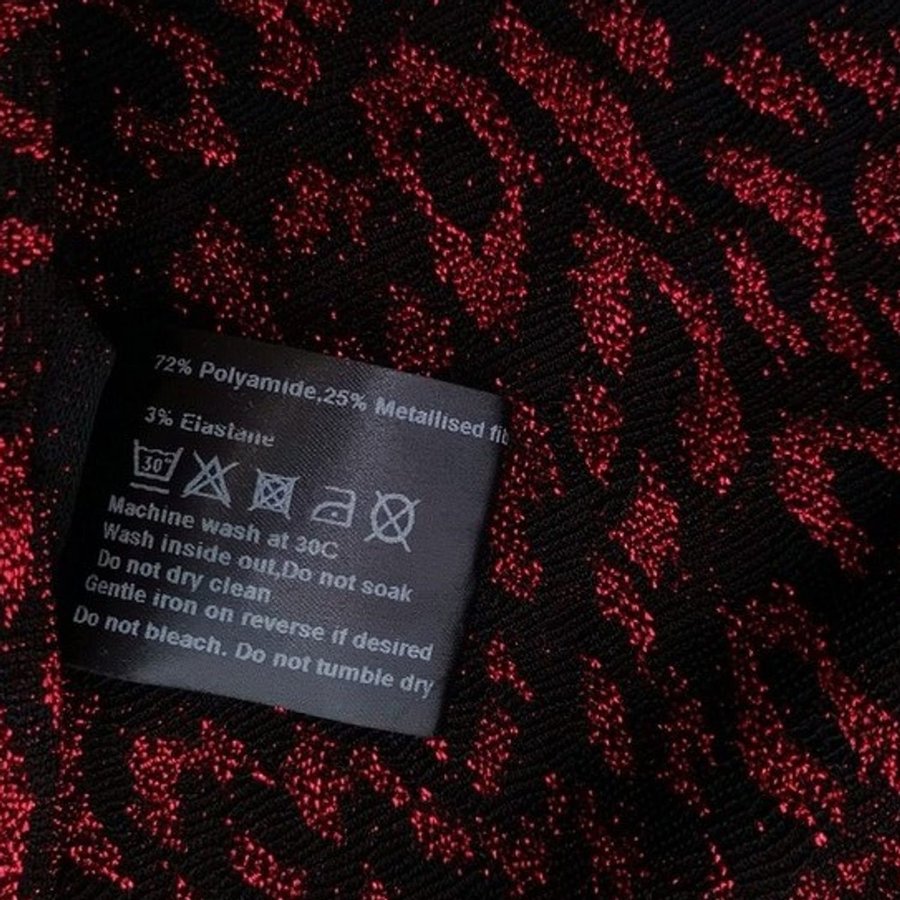 72% Polyamide,25% Metallised fib
3% Elastane
30°
Machine wash at 30C
Wash inside out,Do not soak
Do not dry clean
Gentle iron on reverse if desired
Do not bleach. Do not tumble dry